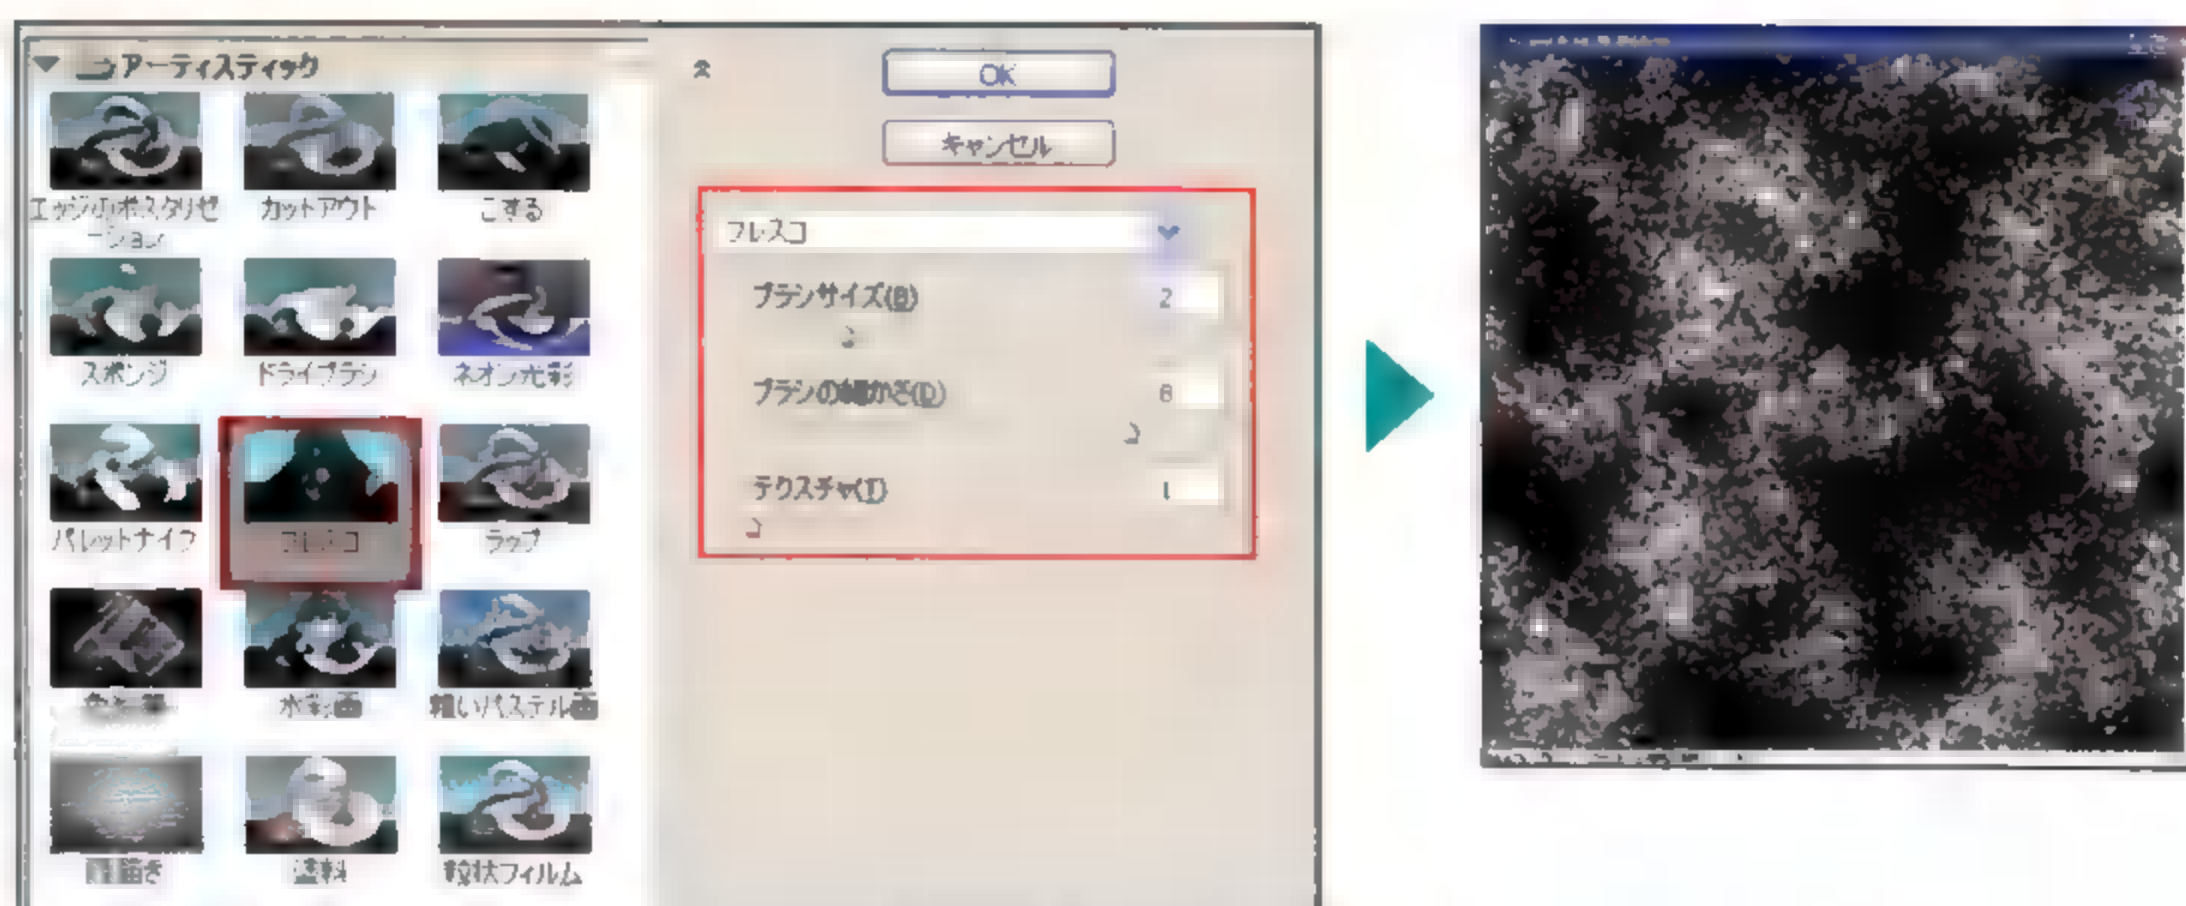 アーティスティック
OK
キャンセル
エッジのポスタリゼ
ーション
カットアウト
こする
スポンジ
ドライブラシ
ネオン光彩
パレットナイフ
フレスコ
ラップ
水彩画
粗いパステル画
塗料
粒状フィルム
フレスコ
ブラシサイズ(B)
2
ブラシの細かさ(D)
テクスチャ(T)
1